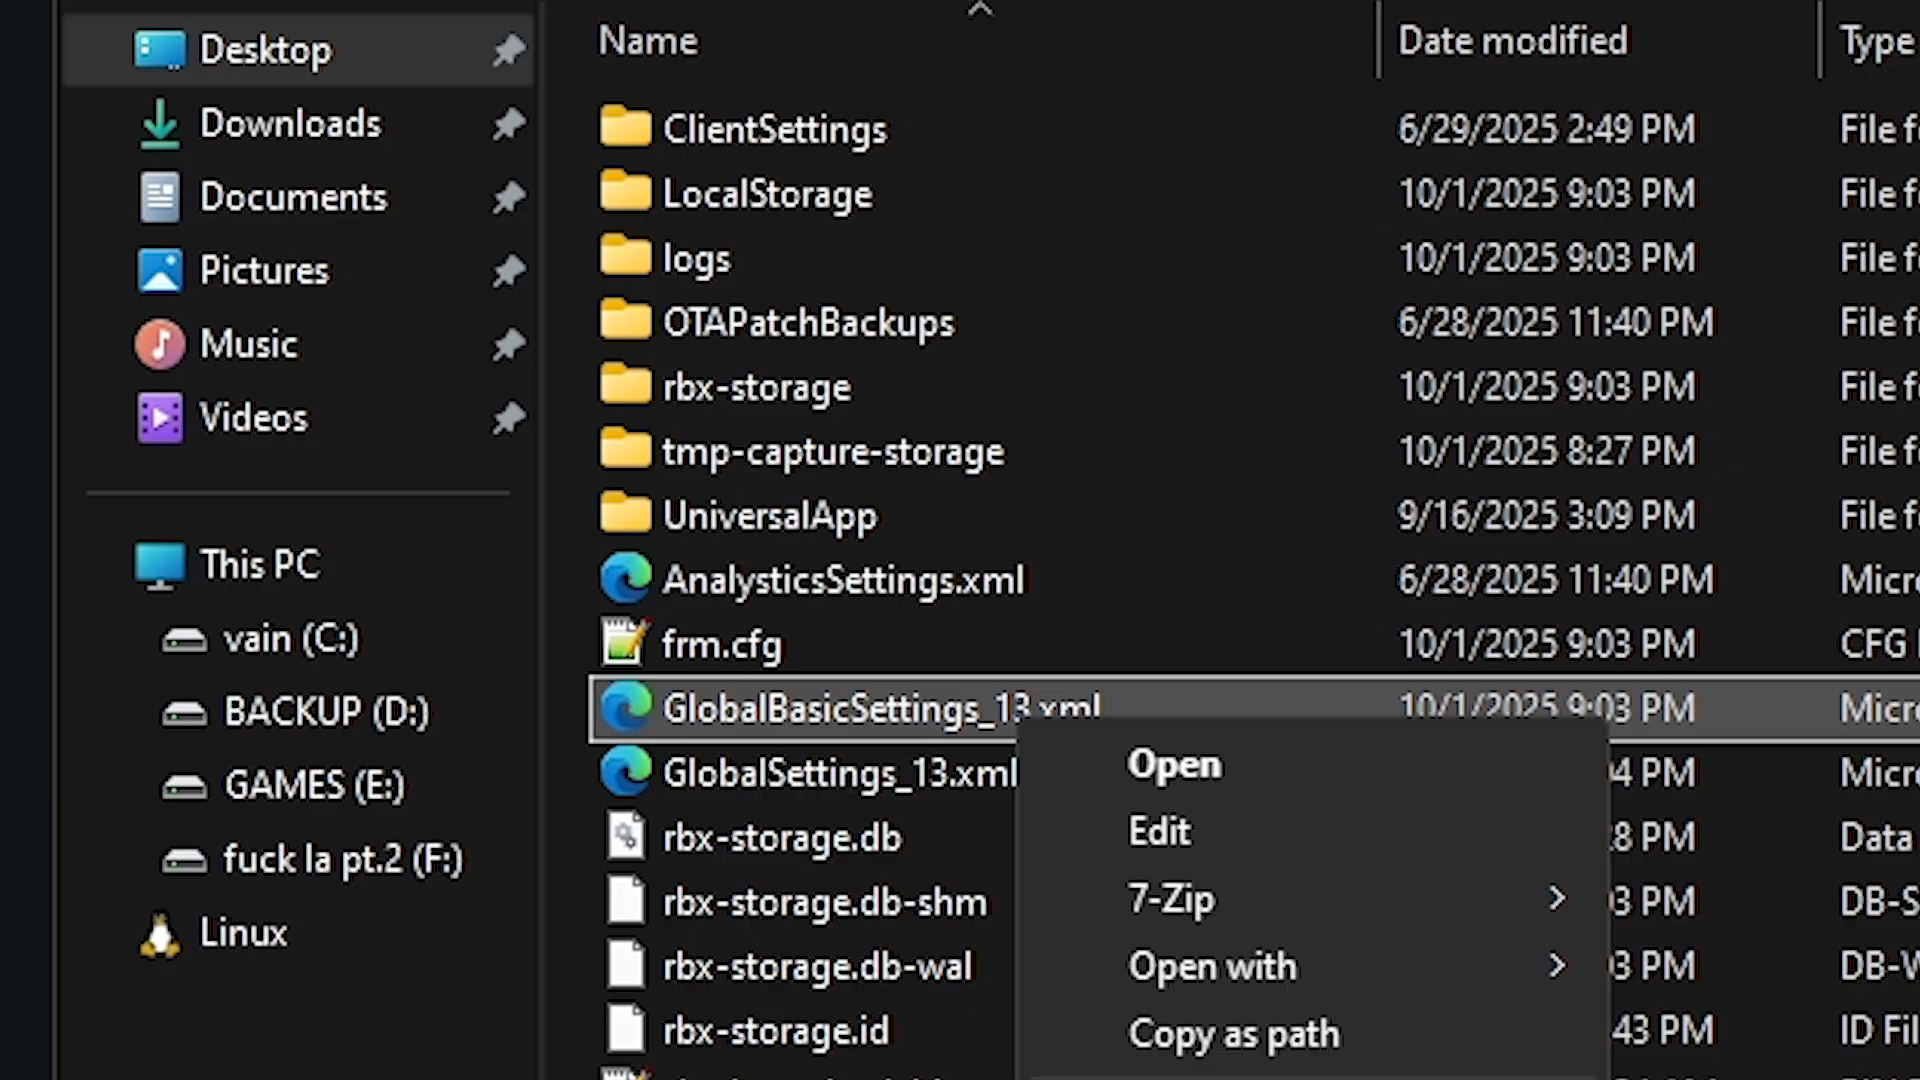 Desktop
Downloads
Documents
Pictures
Music
Videos
This PC
vain (C:)
BACKUP (D:)
GAMES (E:)
fuck la pt.2 (F:)
Linux
Name Date modified Type
ClientSettings 6/29/2025 2:49 PM File f
LocalStorage 10/1/2025 9:03 PM File f
logs 10/1/2025 9:03 PM File f
OTAPatchBackups 6/28/2025 11:40 PM File f
rbx-storage 10/1/2025 9:03 PM File f
tmp-capture-storage 10/1/2025 8:27 PM File f
UniversalApp 9/16/2025 3:09 PM File f
AnalysticsSettings.xml 6/28/2025 11:40 PM Micro
frm.cfg 10/1/2025 9:03 PM CFG
GlobalBasicSettings_13.xml 10/1/2025 9:03 PM Micro
GlobalSettings_13.xml 4 PM Micro
rbx-storage.db 8 PM Data
rbx-storage.db-shm 3 PM DB-S
rbx-storage.db-wal 3 PM DB-W
rbx-storage.id 43 PM ID Fil
Open
Edit
7-Zip
Open with
Copy as path